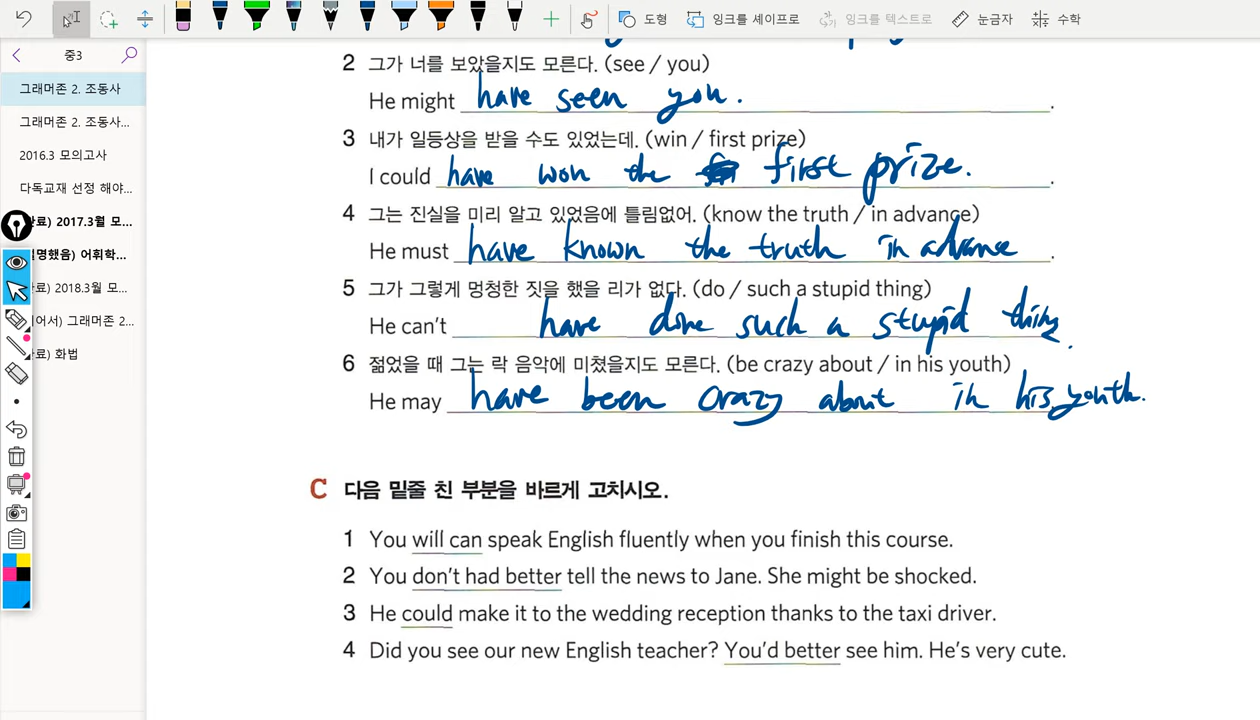 도형
잉크를 셰이프로
잉크를 텍스트로
눈금자
수학
중3
그래머존 2. 조동사
그래머존 2. 조동사...
2016.3 모의고사
다독교재 선정 해야...
료) 2017.3월 모...
명했음) 어휘학...
료) 2018.3월 모...
어서) 그래머존 2...
료) 화법
2 그가 너를 보았을지도 모른다. (see / you)
He might have seen you. .
3 내가 일등상을 받을 수도 있었는데. (win / first prize)
I could have won the first prize. .
4 그는 진실을 미리 알고 있었음에 틀림없어. (know the truth / in advance)
He must have known the truth in advance .
5 그가 그렇게 멍청한 짓을 했을 리가 없다. (do / such a stupid thing)
He can't have done such a stupid thing.
6 젊었을 때 그는 락 음악에 미쳤을지도 모른다. (be crazy about / in his youth)
He may have been crazy about in his youth.
C 다음 밑줄 친 부분을 바르게 고치시오.
1 You will can speak English fluently when you finish this course.
2 You don't had better tell the news to Jane. She might be shocked.
3 He could make it to the wedding reception thanks to the taxi driver.
4 Did you see our new English teacher? You'd better see him. He's very cute.